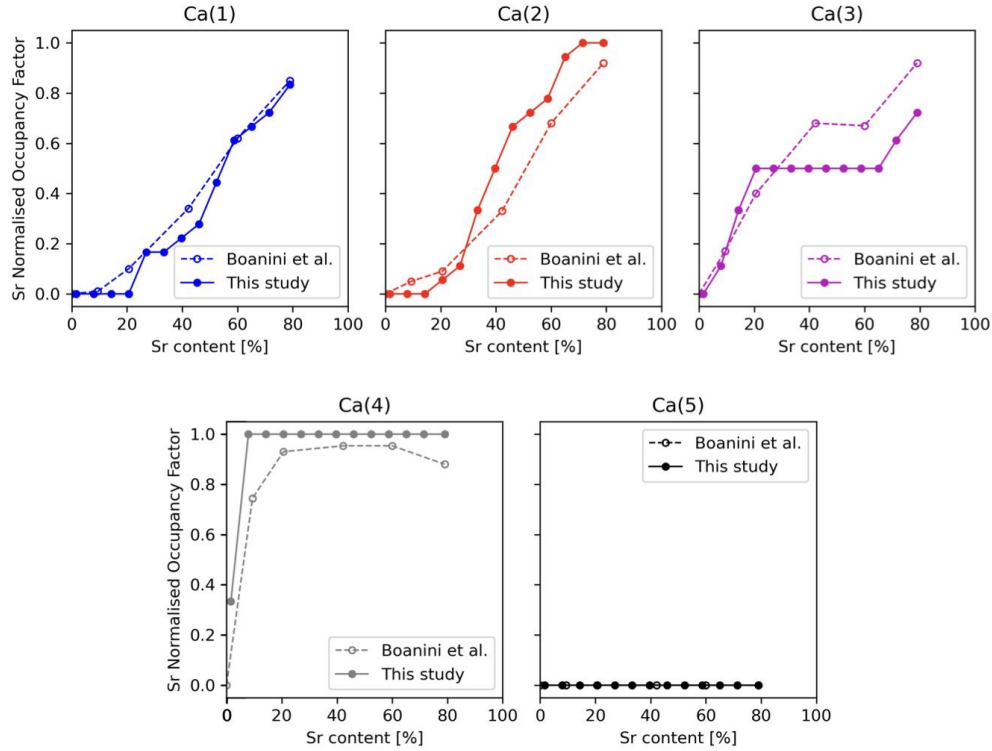 Ca(1)
Ca(2)
Ca(3)
Sr Normalised Occupancy Factor
1.0
0.8
0.6
0.4
0.2
0.0
Boanini et al.
This study
Boanini et al.
This study
Boanini et al.
This study
0 20 40 60 80 100
0 20 40 60 80 100
0 20 40 60 80 100
Sr content [%]
Sr content [%]
Sr content [%]
Ca(4)
Ca(5)
Sr Normalised Occupancy Factor
1.0
0.8
0.6
0.4
0.2
0.0
Boanini et al.
This study
Boanini et al.
This study
0 20 40 60 80 100
0 20 40 60 80 100
Sr content [%]
Sr content [%]